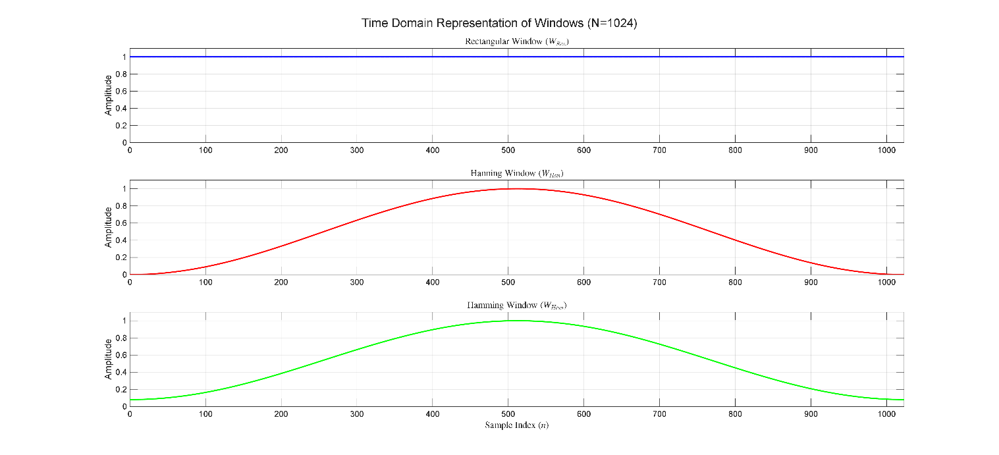 Time Domain Representation of Windows (N=1024)
Rectangular Window (W_Rec)
Amplitude
1
0.8
0.6
0.4
0.2
0
0 100 200 300 400 500 600 700 800 900 1000
Hanning Window (W_Han)
Amplitude
1
0.8
0.6
0.4
0.2
0
0 100 200 300 400 500 600 700 800 900 1000
Hamming Window (W_Ham)
Amplitude
1
0.8
0.6
0.4
0.2
0
0 100 200 300 400 500 600 700 800 900 1000
Sample Index (n)